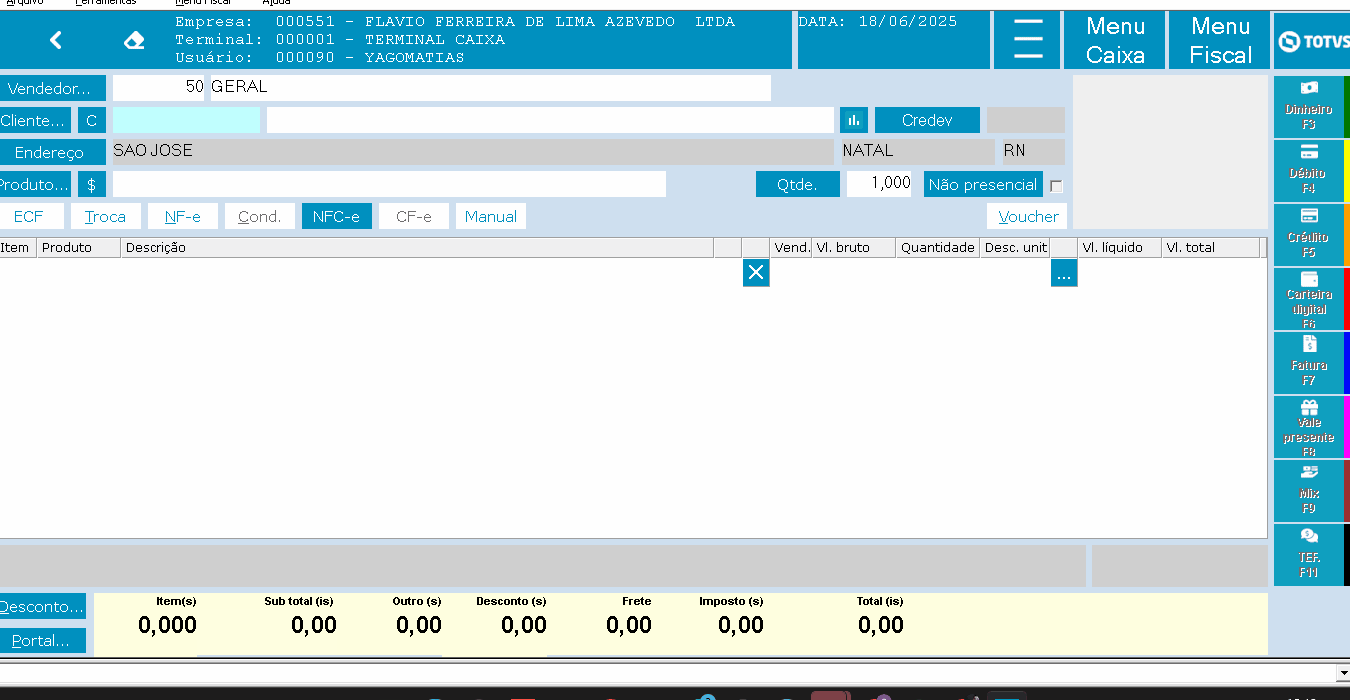 Arquivo Ferramentas Menu Fiscal Ajuda
Empresa: 000551 - FLAVIO FERREIRA DE LIMA AZEVEDO LTDA
Terminal: 000001 - TERMINAL CAIXA
Usuário: 000090 - YAGOMATIAS
DATA: 18/06/2025
Menu Caixa
Menu Fiscal
TOTVS
Vendedor... 50 GERAL
Cliente... C Credev
Endereço SAO JOSE NATAL RN
Produto... $ Qtde. 1,000 Não presencial
ECF Troca NF-e Cond. NFC-e CF-e Manual Voucher
Item Produto Descrição Vend. Vl. bruto Quantidade Desc. unit Vl. líquido Vl. total
...
Dinheiro
F3
Débito
F4
Crédito
F5
Carteira
digital
F6
Fatura
F7
Vale
presente
F8
Mix
F9
TEF.
F11
Desconto...
Portal...
Item(s) Sub total (is) Outro (s) Desconto (s) Frete Imposto (s) Total (is)
0,000 0,00 0,00 0,00 0,00 0,00 0,00